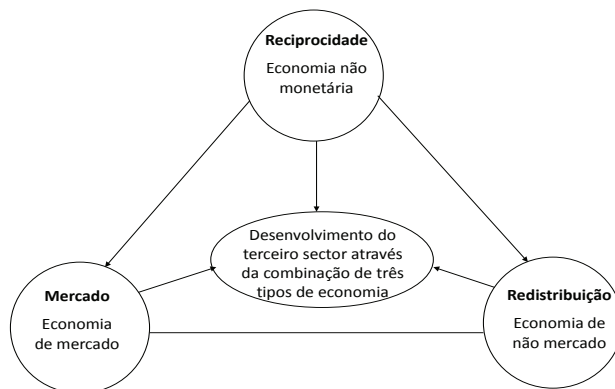 Reciprocidade
Economia não
monetária
Desenvolvimento do
terceiro sector através
da combinação de três
tipos de economia
Mercado
Economia
de mercado
Redistribuição
Economia de
não mercado